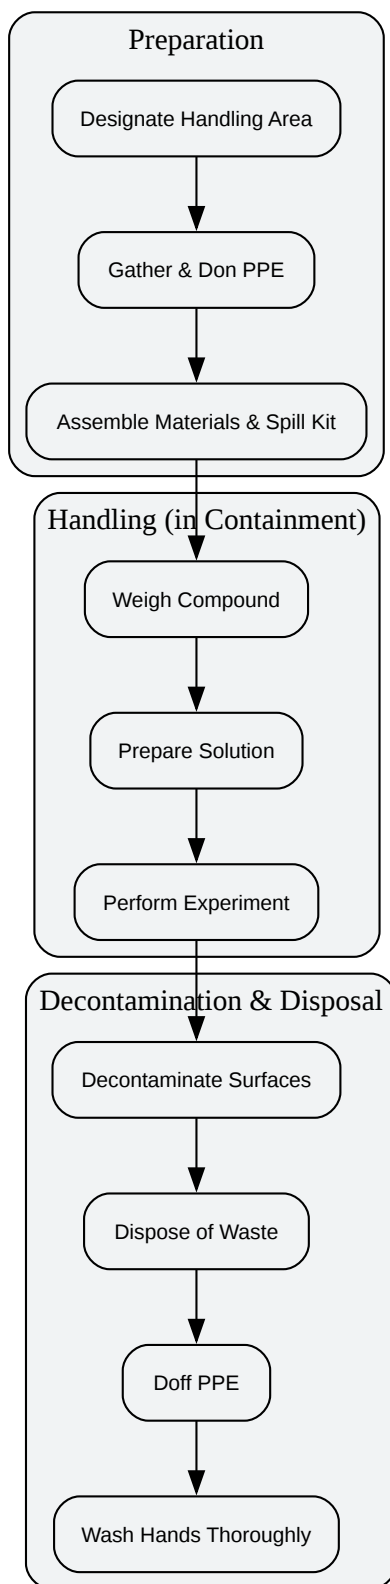 Preparation
Designate Handling Area
Gather & Don PPE
Assemble Materials & Spill Kit
Handling (in Containment)
Weigh Compound
Prepare Solution
Perform Experiment
Decontamination & Disposal
Decontaminate Surfaces
Dispose of Waste
Doff PPE
Wash Hands Thoroughly